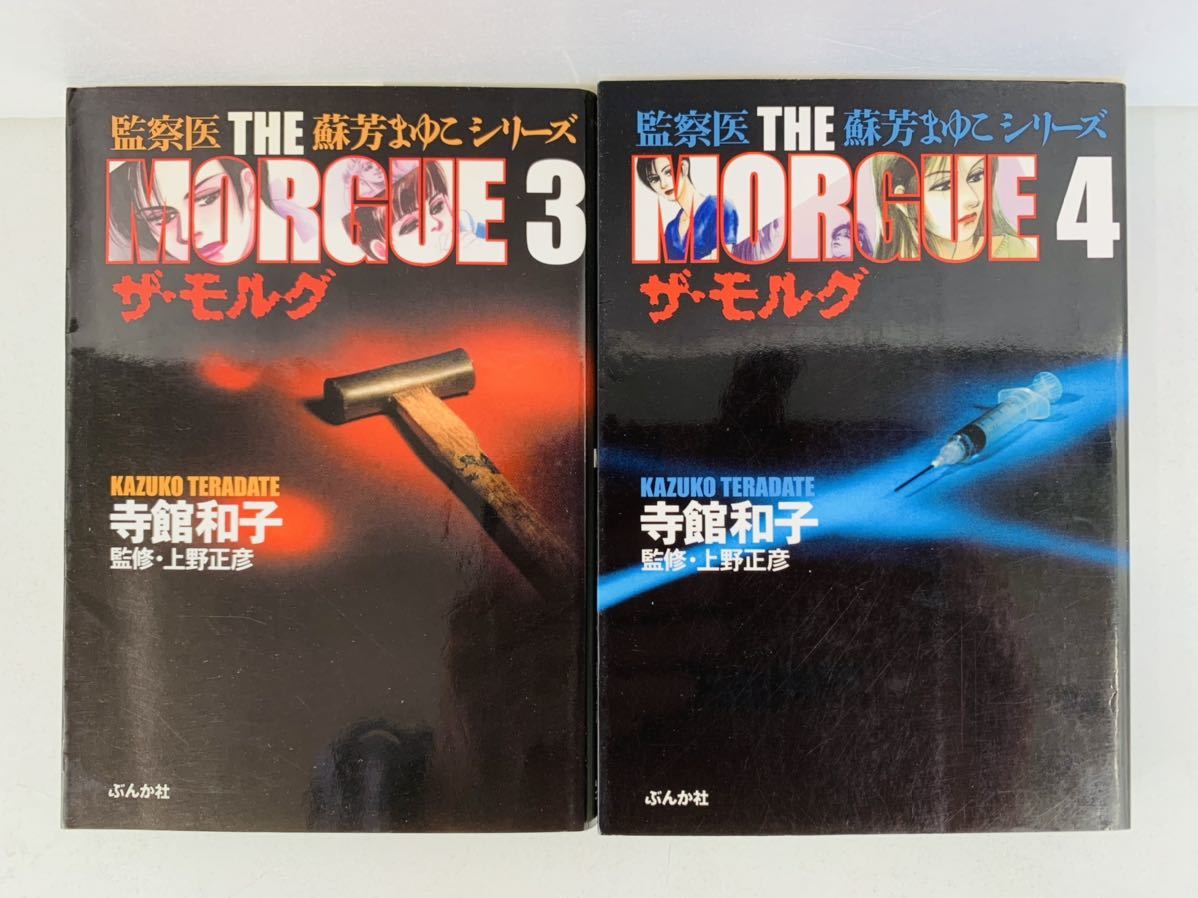 監察医 THE 蘇芳まゆこ シリーズ
MORGUE 3
ザ・モルグ
KAZUKO TERADATE
寺館和子
監修・上野正彦
ぶんか社
監察医 THE 蘇芳まゆこ シリーズ
MORGUE 4
ザ・モルグ
KAZUKO TERADATE
寺館和子
監修・上野正彦
ぶんか社